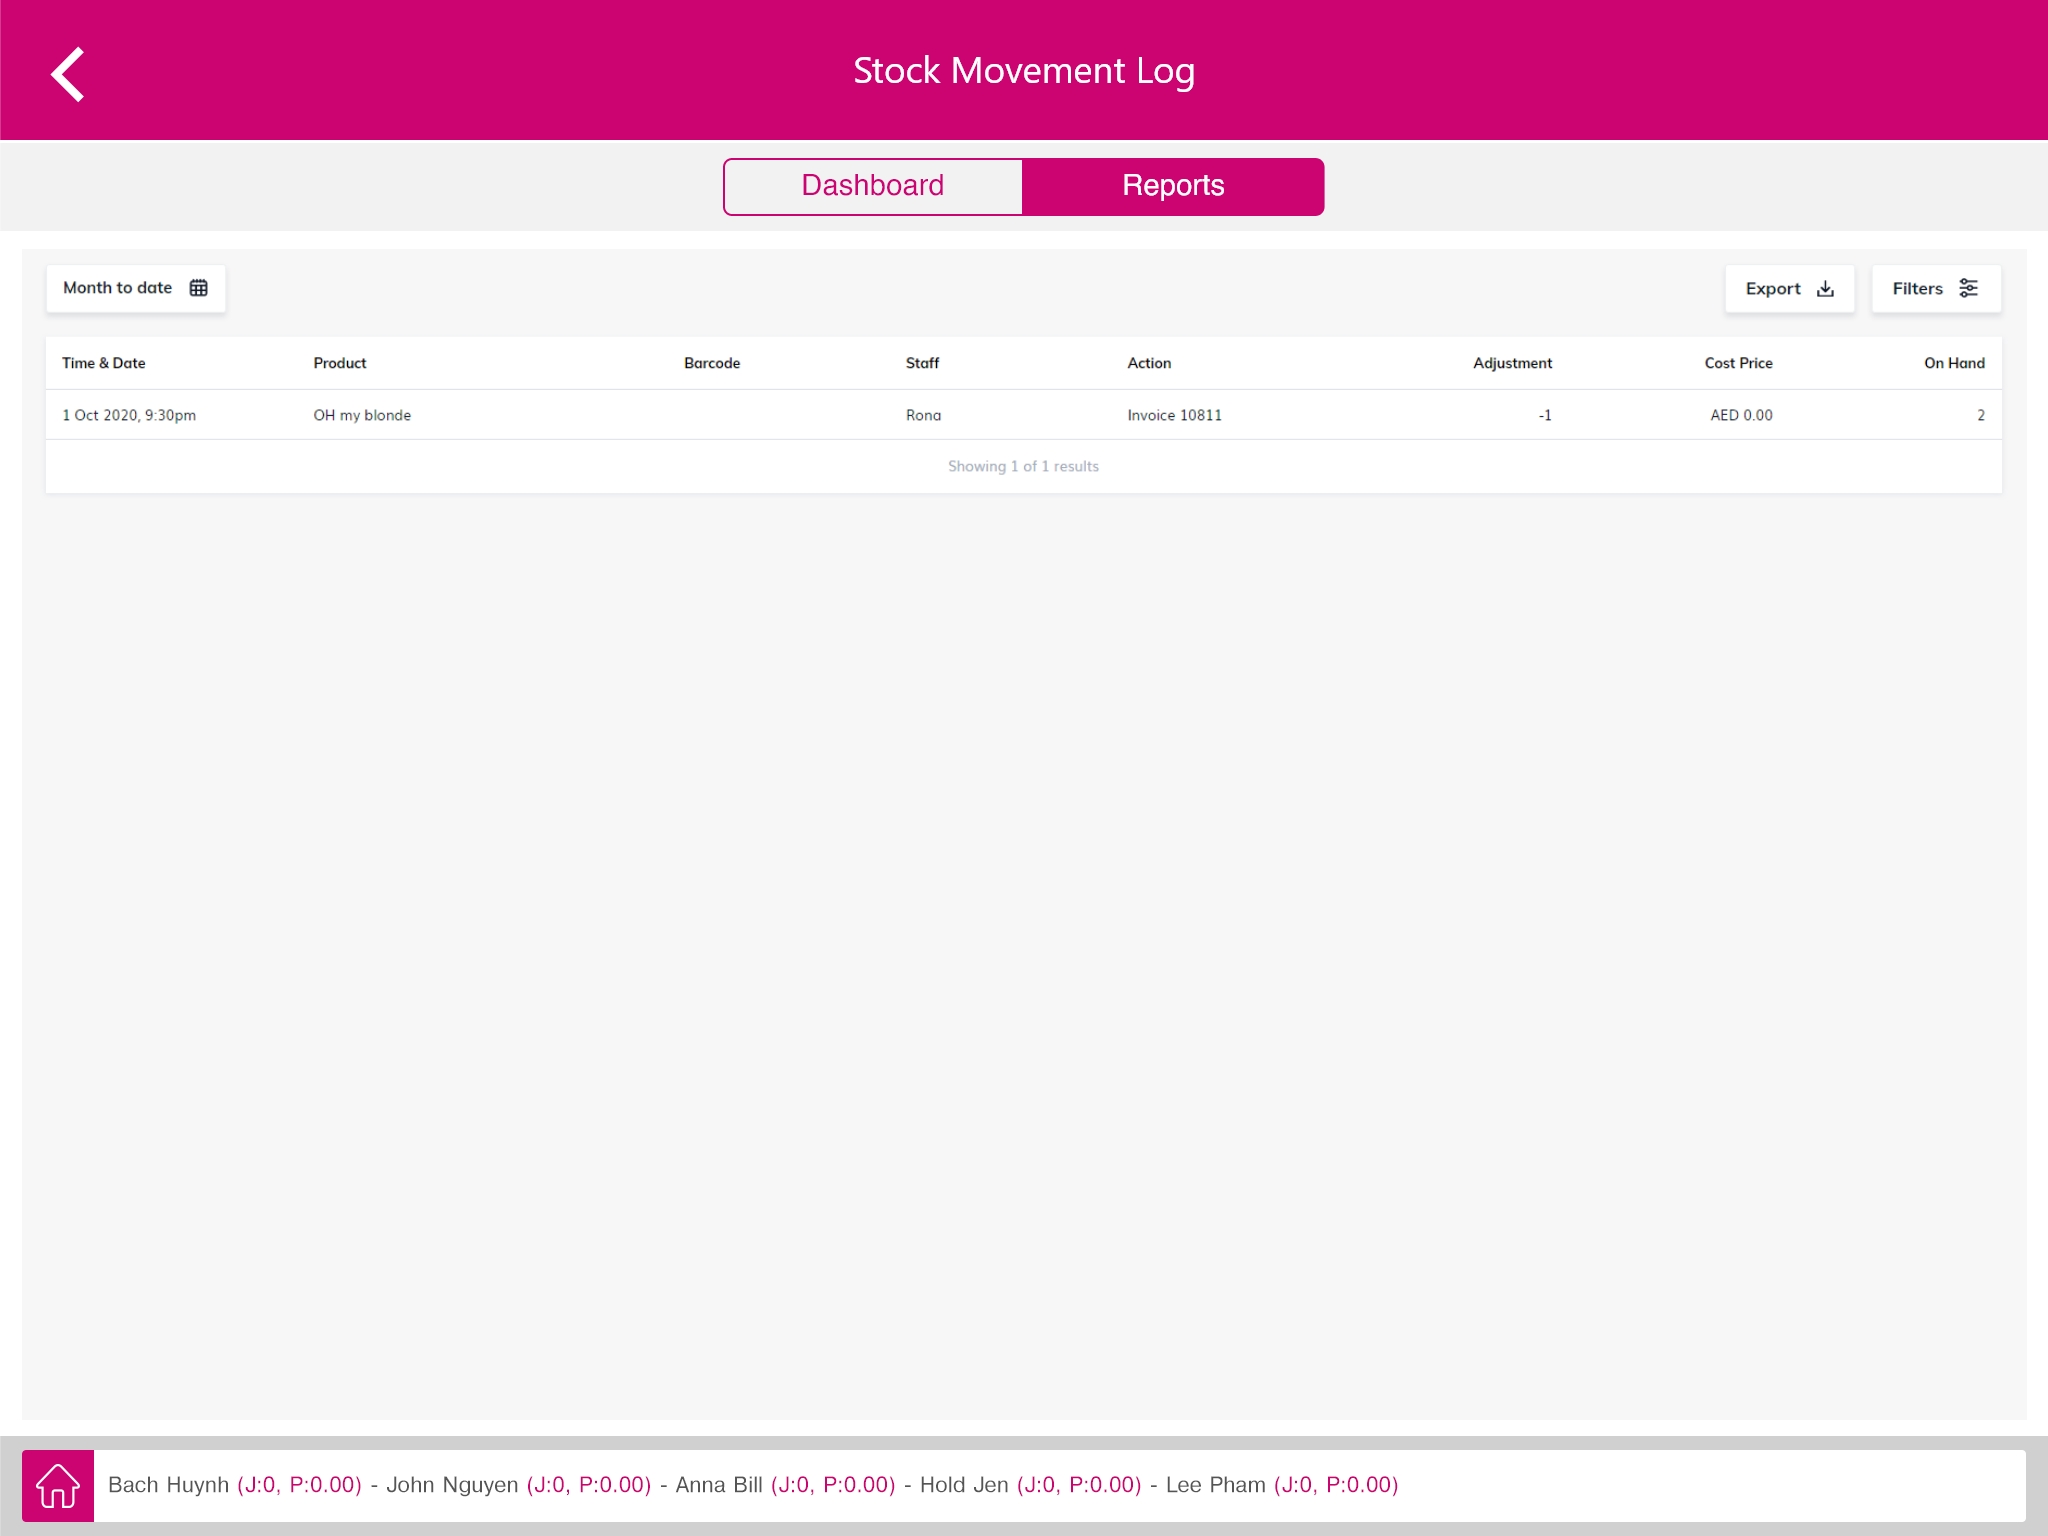 Stock Movement Log
Dashboard Reports
Month to date Export Filters
Time & Date Product Barcode Staff Action Adjustment Cost Price On Hand
1 Oct 2020, 9:30pm OH my blonde Rona Invoice 10811 -1 AED 0.00 2
Showing 1 of 1 results
Bach Huynh (J:0, P:0.00) - John Nguyen (J:0, P:0.00) - Anna Bill (J:0, P:0.00) - Hold Jen (J:0, P:0.00) - Lee Pham (J:0, P:0.00)